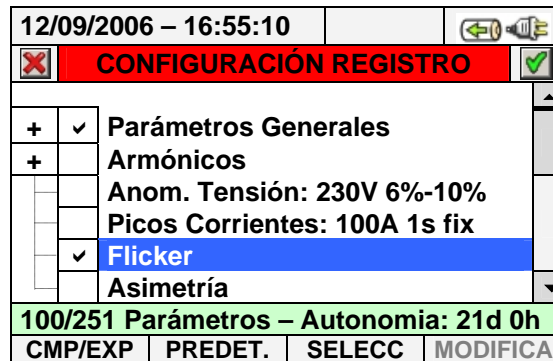 12/09/2006 – 16:55:10
CONFIGURACIÓN REGISTRO
+ Parámetros Generales
+ Armónicos
Anom. Tensión: 230V 6%-10%
Picos Corrientes: 100A 1s fix
Flicker
Asimetría
100/251 Parámetros – Autonomia: 21d 0h
CMP/EXP PREDET. SELECC MODIFICA